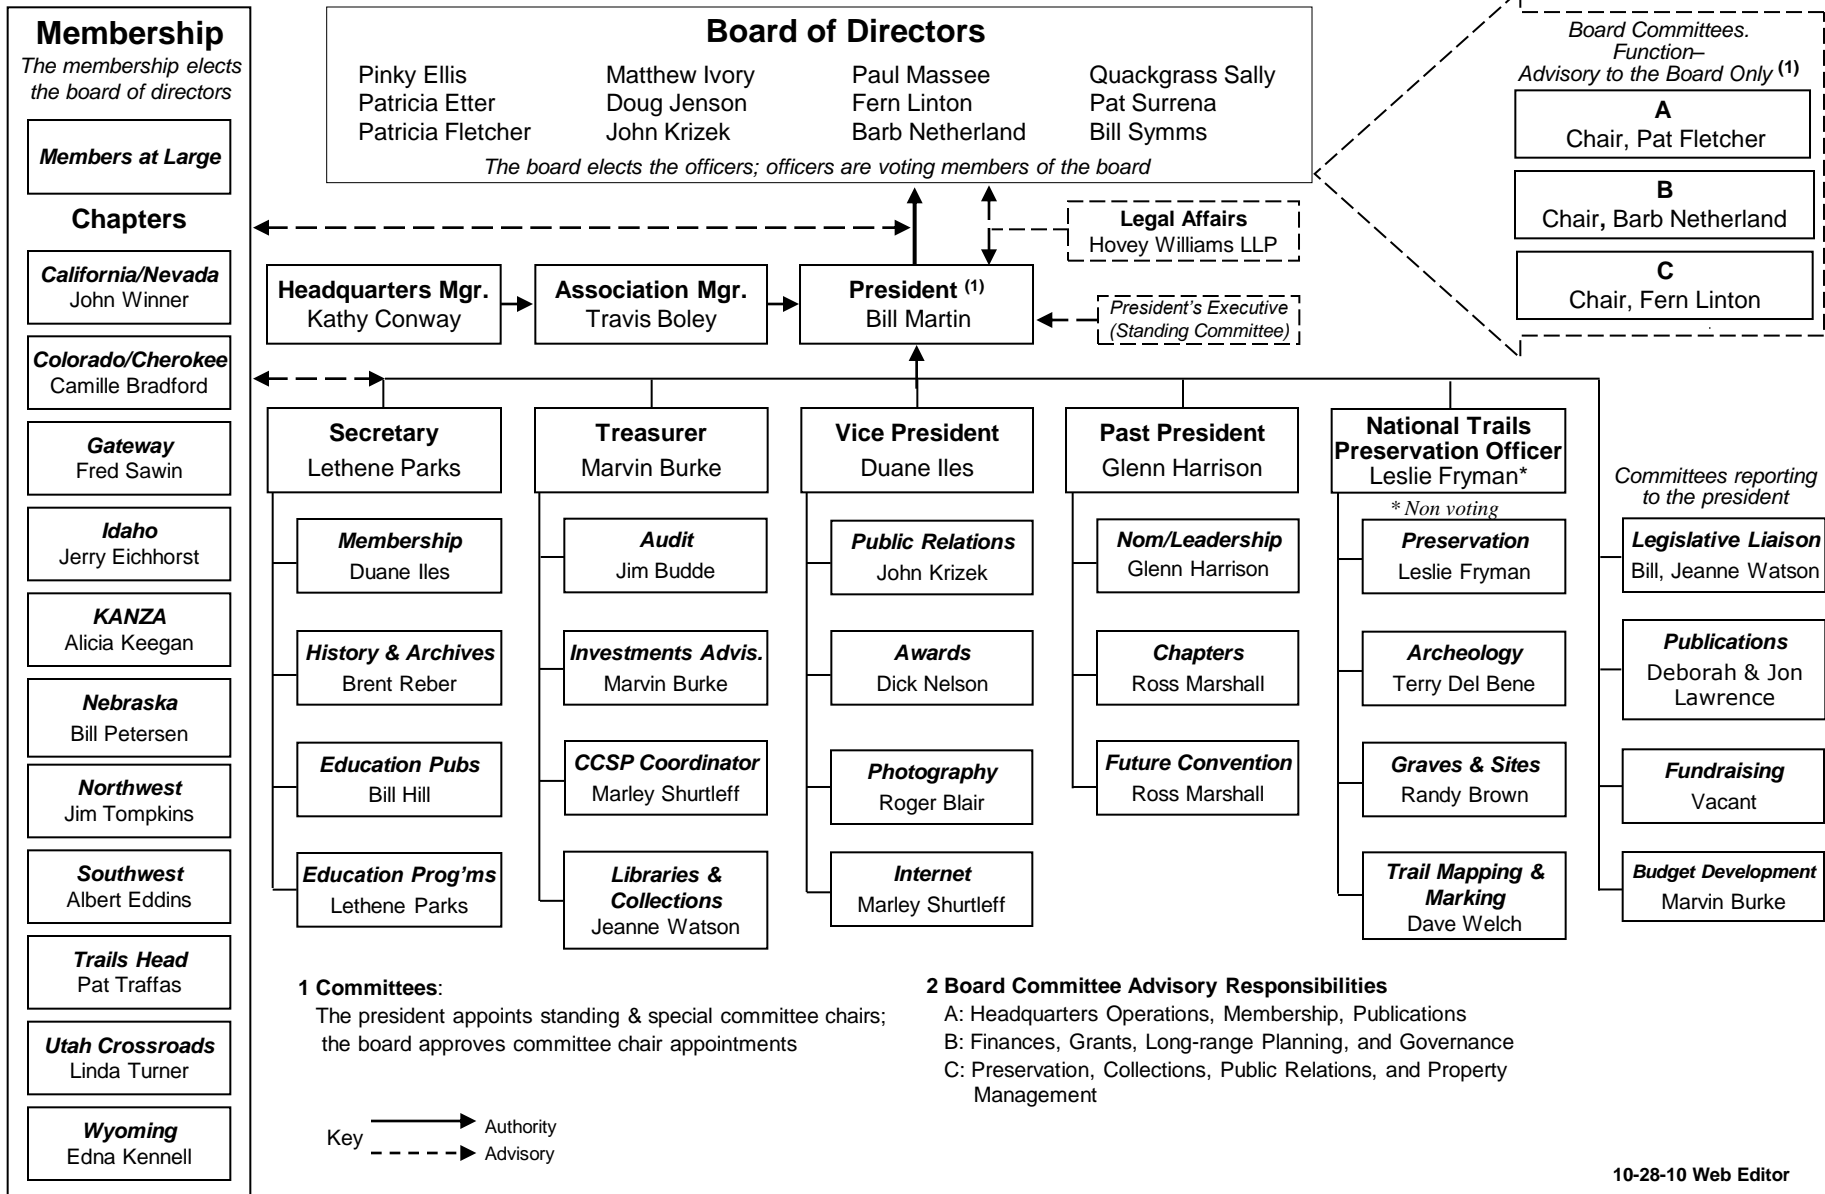 Membership
The membership elects
the board of directors
Members at Large
Chapters
California/Nevada
John Winner
Colorado/Cherokee
Camille Bradford
Gateway
Fred Sawin
Idaho
Jerry Eichhorst
KANZA
Alicia Keegan
Nebraska
Bill Petersen
Northwest
Jim Tompkins
Southwest
Albert Eddins
Trails Head
Pat Traffas
Utah Crossroads
Linda Turner
Wyoming
Edna Kennell
Board of Directors
Pinky Ellis Matthew Ivory Paul Massee Quackgrass Sally
Patricia Etter Doug Jenson Fern Linton Pat Surrena
Patricia Fletcher John Krizek Barb Netherland Bill Symms
The board elects the officers; officers are voting members of the board
Board Committees.
Function–
Advisory to the Board Only (1)
A
Chair, Pat Fletcher
B
Chair, Barb Netherland
C
Chair, Fern Linton
Legal Affairs
Hovey Williams LLP
Headquarters Mgr.
Kathy Conway
Association Mgr.
Travis Boley
President (1)
Bill Martin
President's Executive
(Standing Committee)
Secretary
Lethene Parks
Membership
Duane Iles
History & Archives
Brent Reber
Education Pubs
Bill Hill
Education Prog'ms
Lethene Parks
Treasurer
Marvin Burke
Audit
Jim Budde
Investments Advis.
Marvin Burke
CCSP Coordinator
Marley Shurtleff
Libraries &
Collections
Jeanne Watson
Vice President
Duane Iles
Public Relations
John Krizek
Awards
Dick Nelson
Photography
Roger Blair
Internet
Marley Shurtleff
Past President
Glenn Harrison
Nom/Leadership
Glenn Harrison
Chapters
Ross Marshall
Future Convention
Ross Marshall
National Trails
Preservation Officer
Leslie Fryman*
* Non voting
Preservation
Leslie Fryman
Archeology
Terry Del Bene
Graves & Sites
Randy Brown
Trail Mapping &
Marking
Dave Welch
Committees reporting
to the president
Legislative Liaison
Bill, Jeanne Watson
Publications
Deborah & Jon
Lawrence
Fundraising
Vacant
Budget Development
Marvin Burke
1 Committees:
The president appoints standing & special committee chairs;
the board approves committee chair appointments
2 Board Committee Advisory Responsibilities
A: Headquarters Operations, Membership, Publications
B: Finances, Grants, Long-range Planning, and Governance
C: Preservation, Collections, Public Relations, and Property
Management
Key
Authority
Advisory
10-28-10 Web Editor